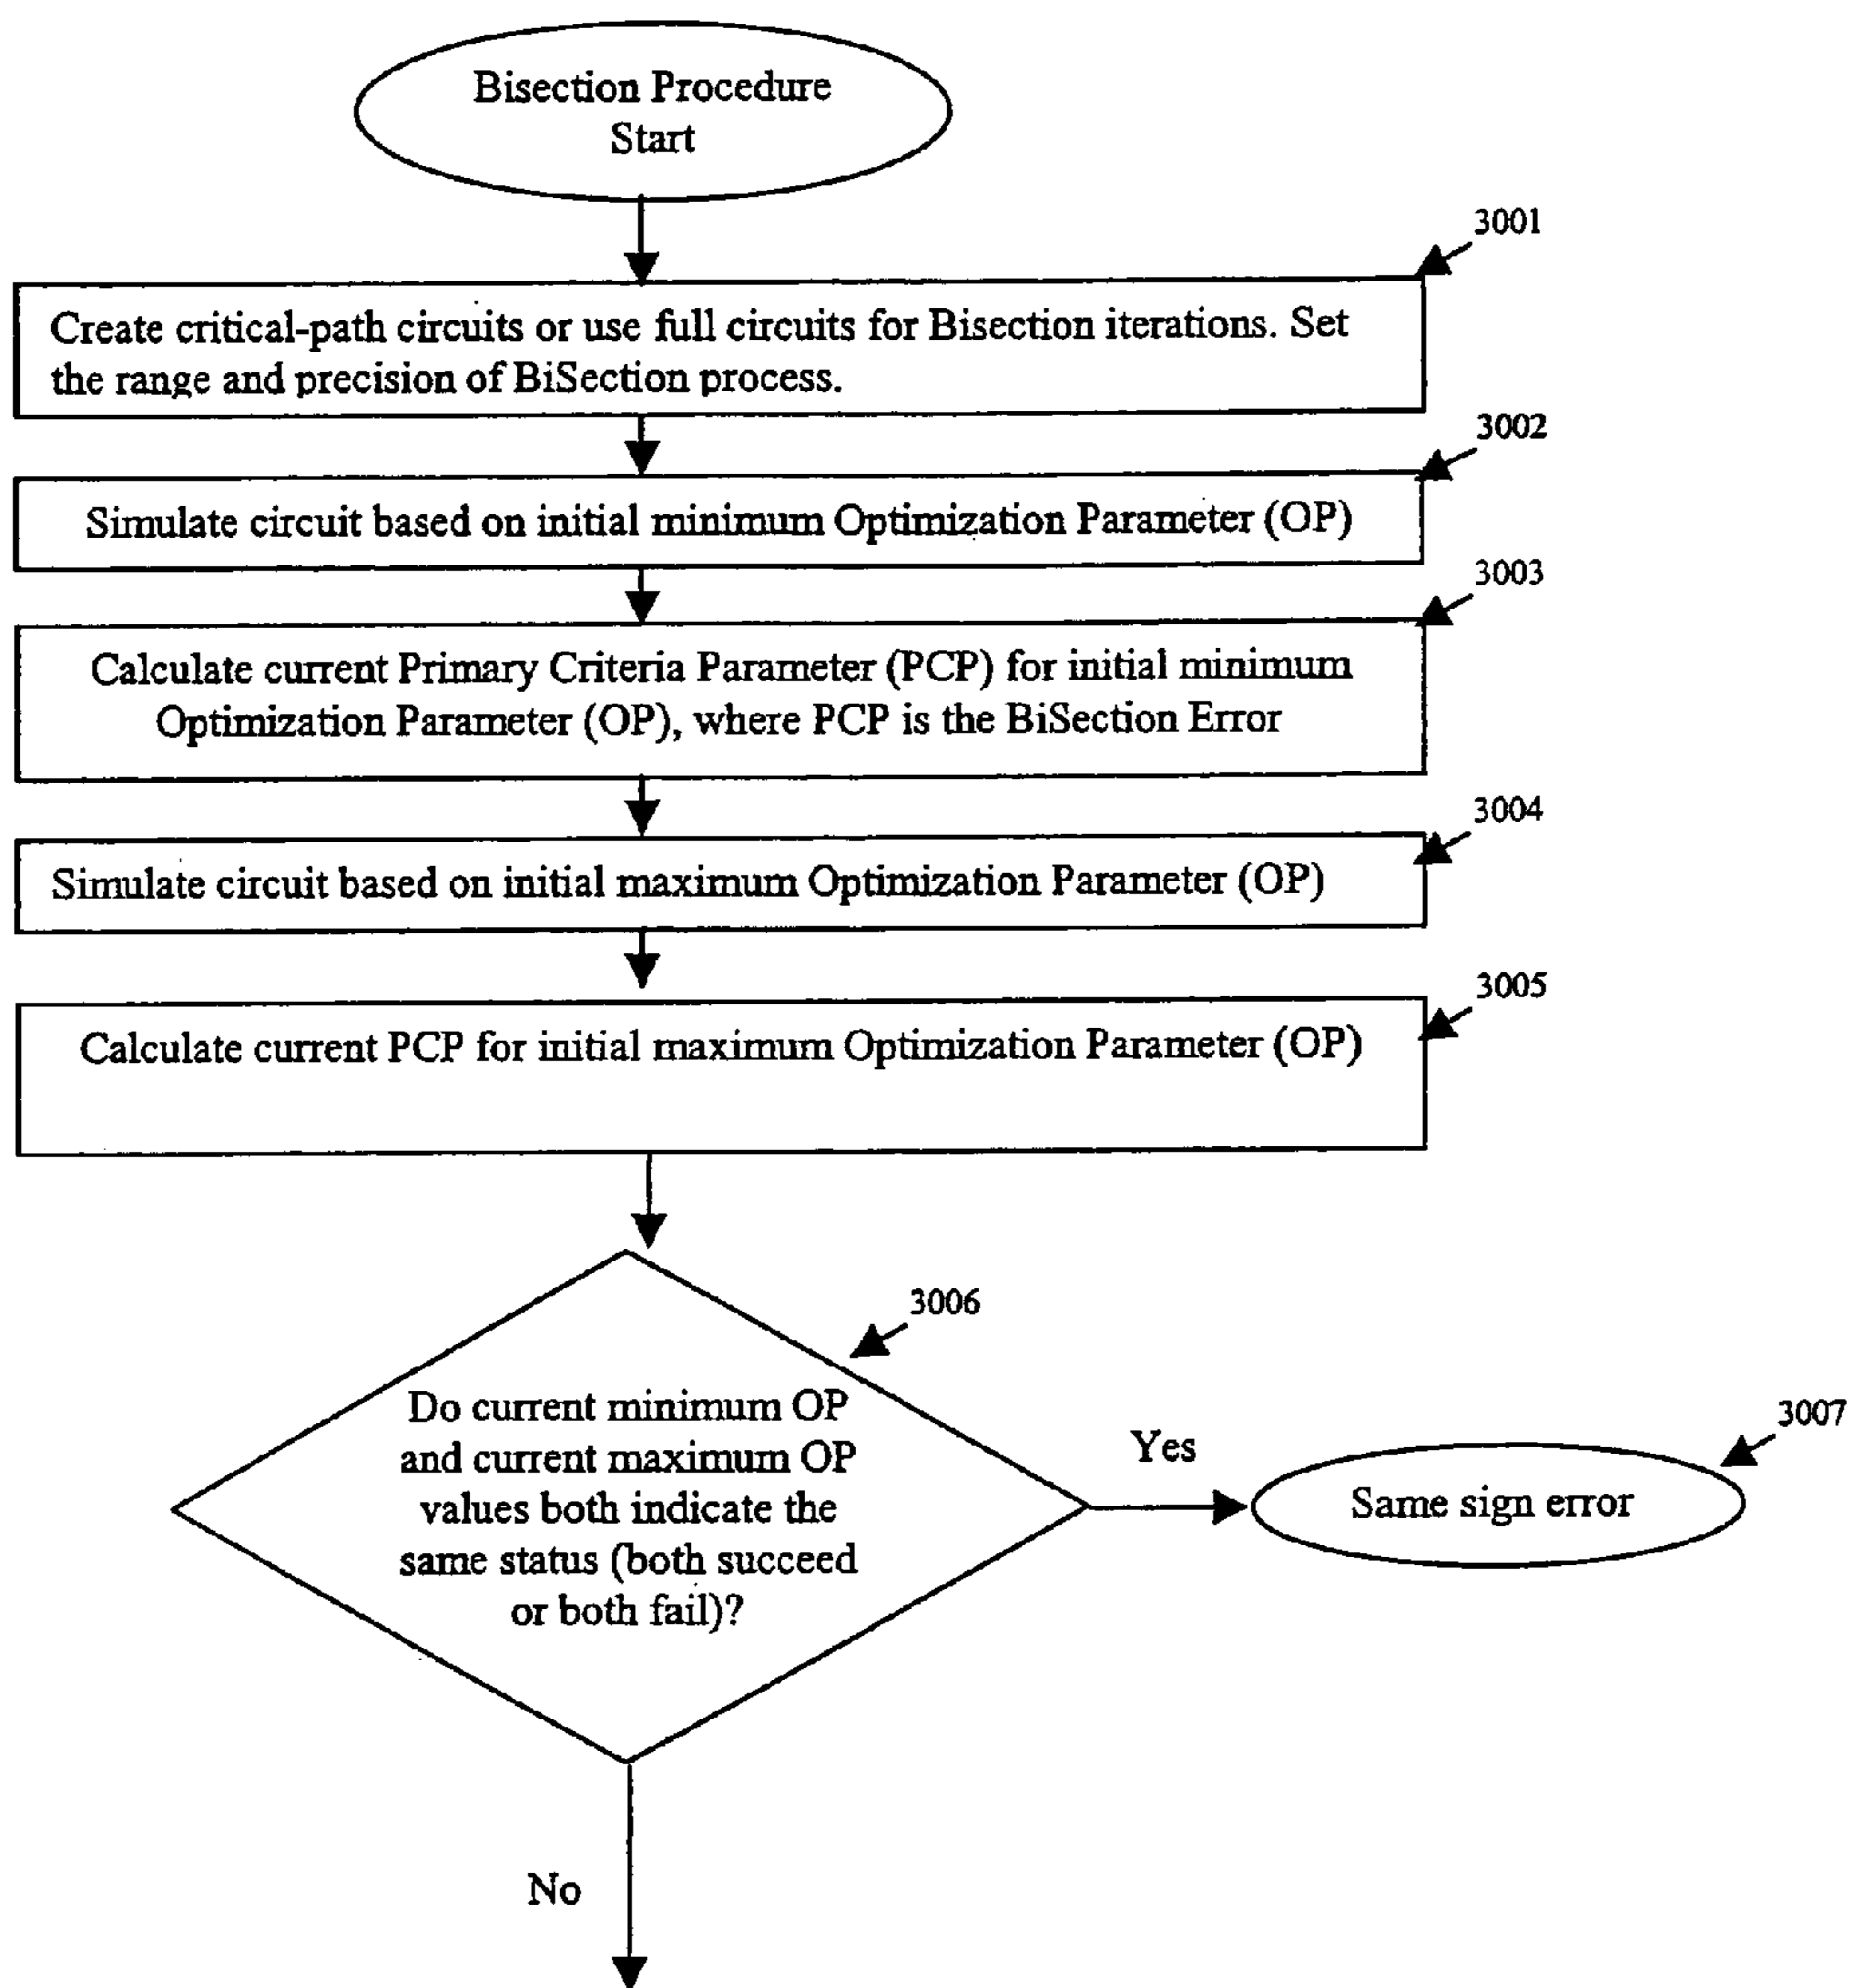 Bisection Procedure
Start
3001
Create critical-path circuits or use full circuits for Bisection iterations. Set
the range and precision of BiSection process.
3002
Simulate circuit based on initial minimum Optimization Parameter (OP)
3003
Calculate current Primary Criteria Parameter (PCP) for initial minimum
Optimization Parameter (OP), where PCP is the BiSection Error
3004
Simulate circuit based on initial maximum Optimization Parameter (OP)
3005
Calculate current PCP for initial maximum Optimization Parameter (OP)
3006
Do current minimum OP
and current maximum OP
values both indicate the
same status (both succeed
or both fail)?
Yes
3007
Same sign error
No